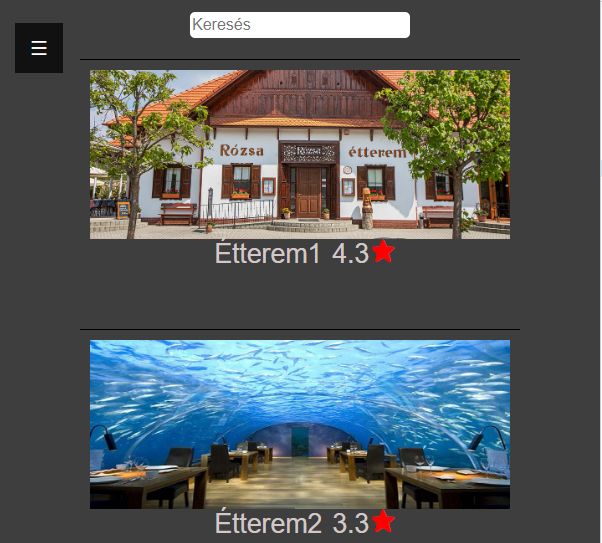 Keresés
Rózsa étterem
Rózsa
Étterem1 4.3
Étterem2 3.3